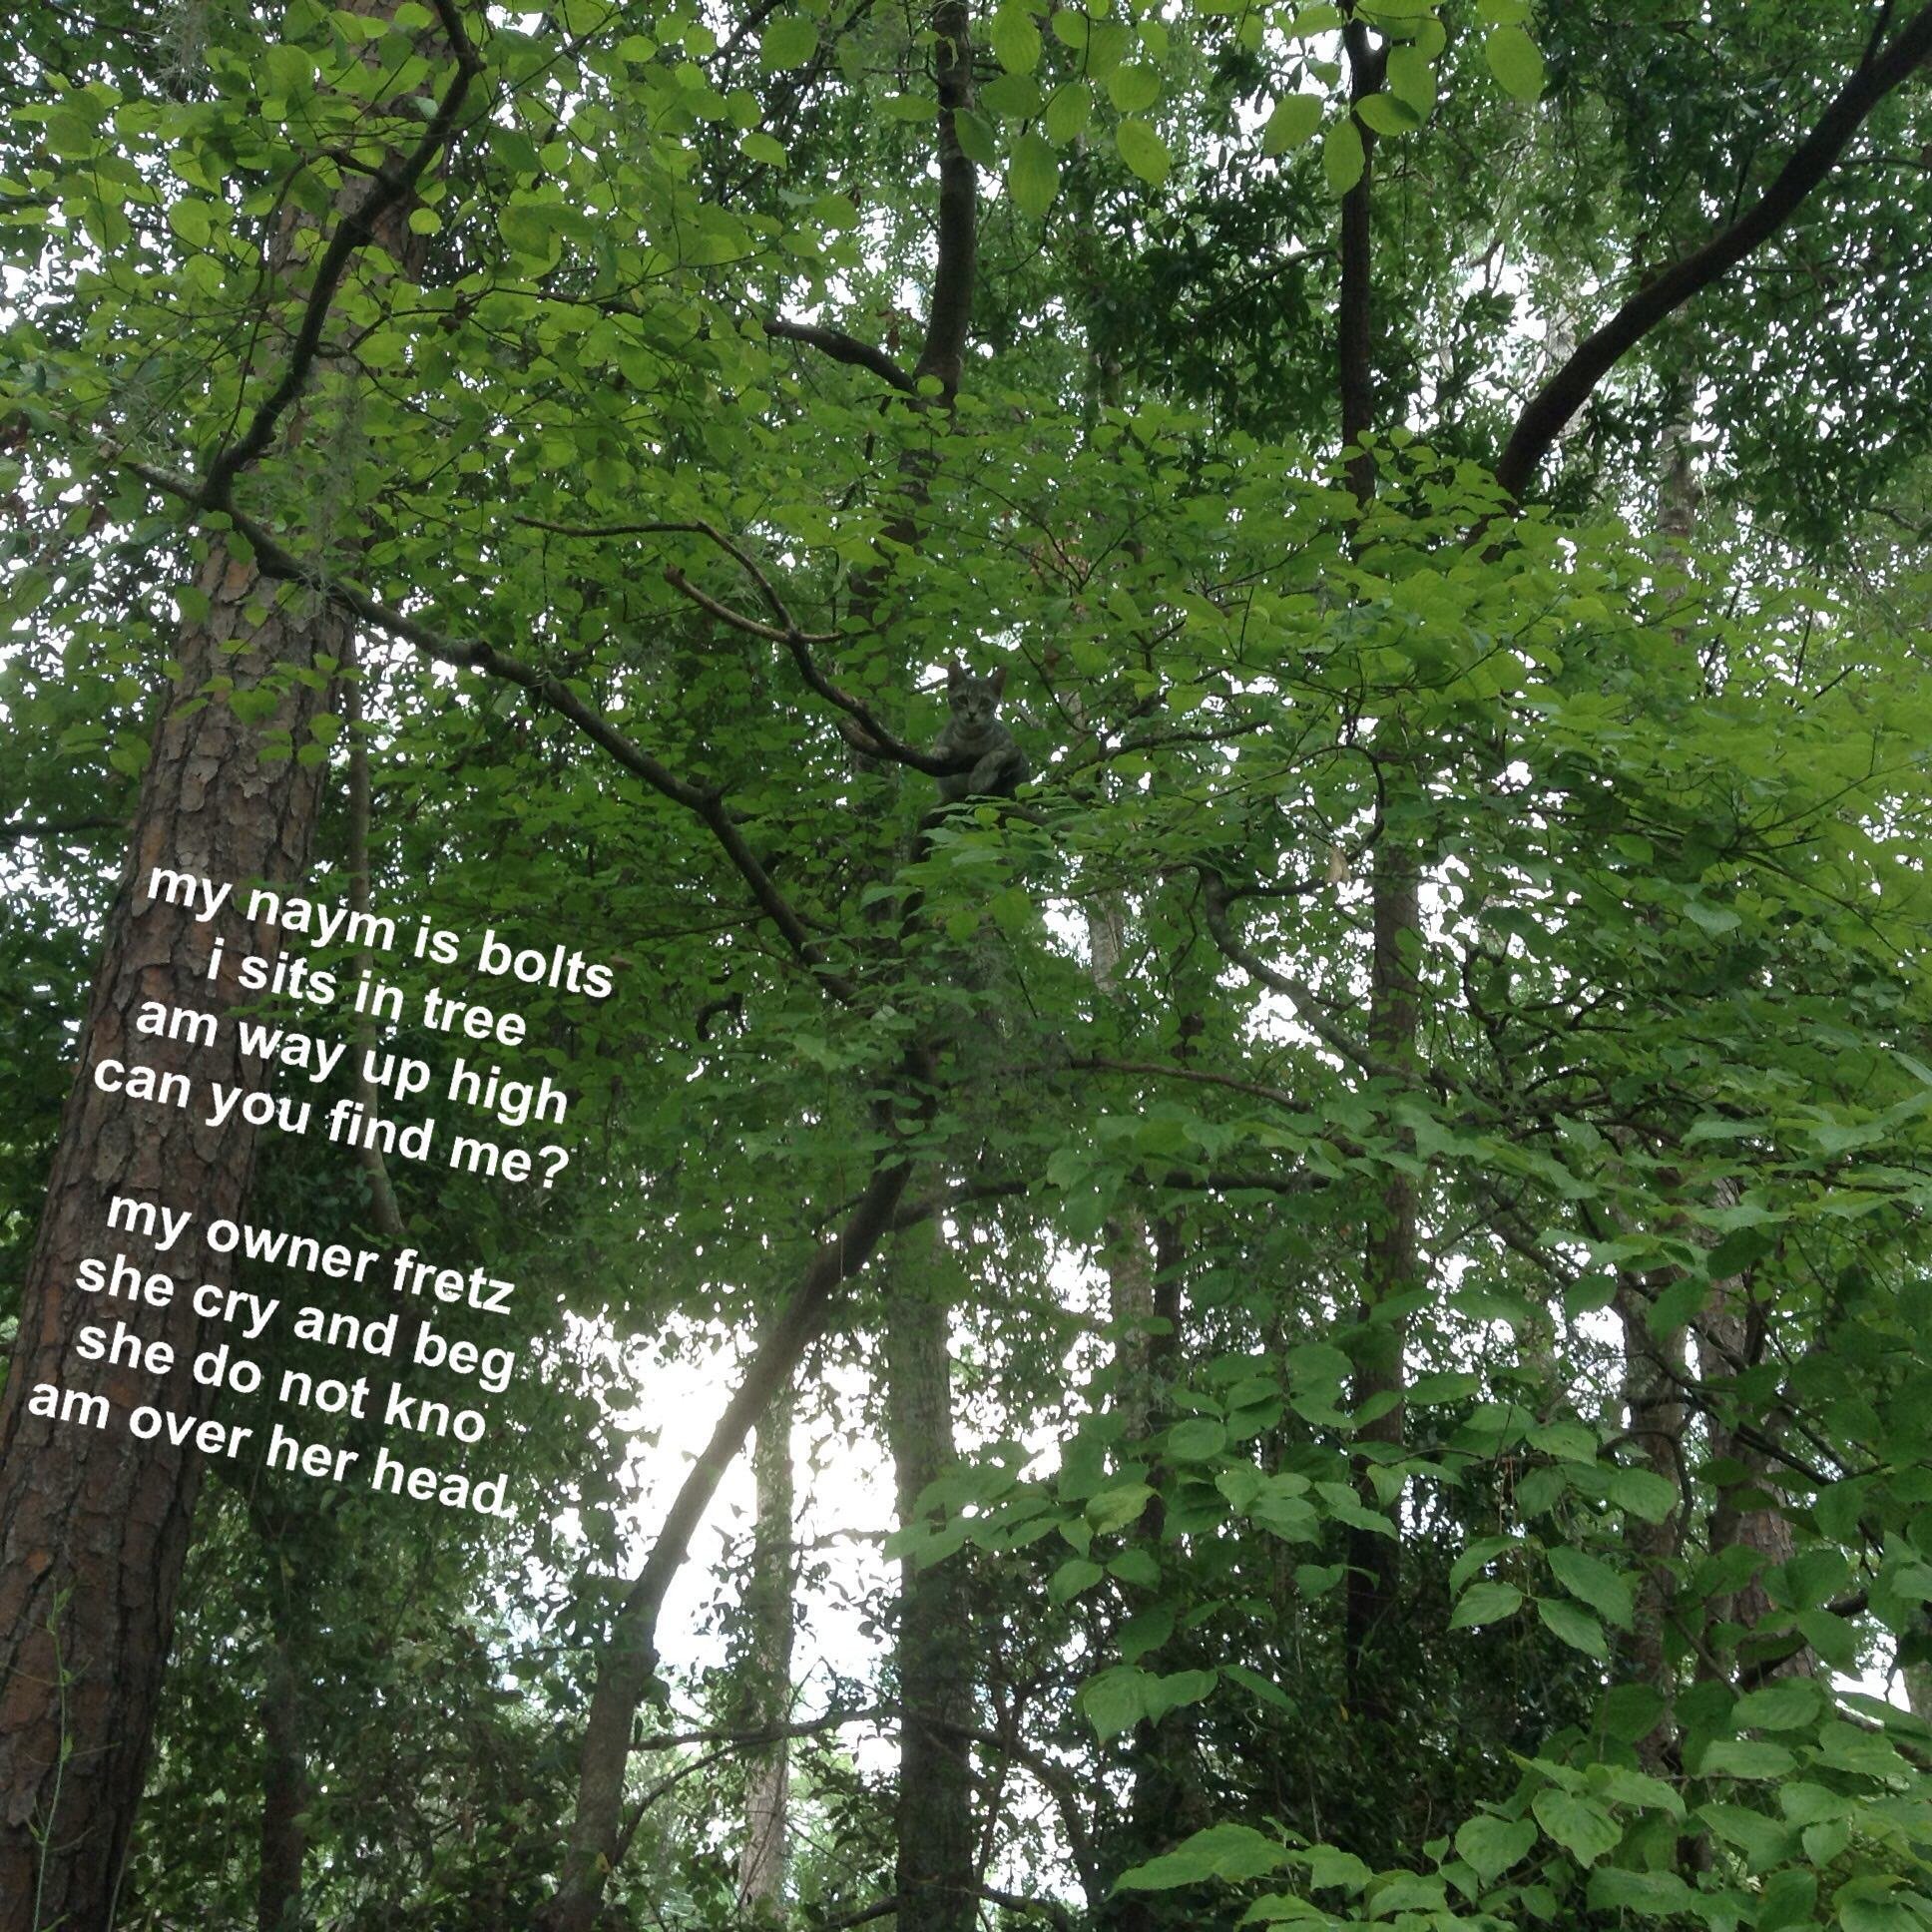 my naym is bolts
i sits in tree
am way up high
can you find me?
my owner fretz
she cry and beg
she do not kno
am over her head.